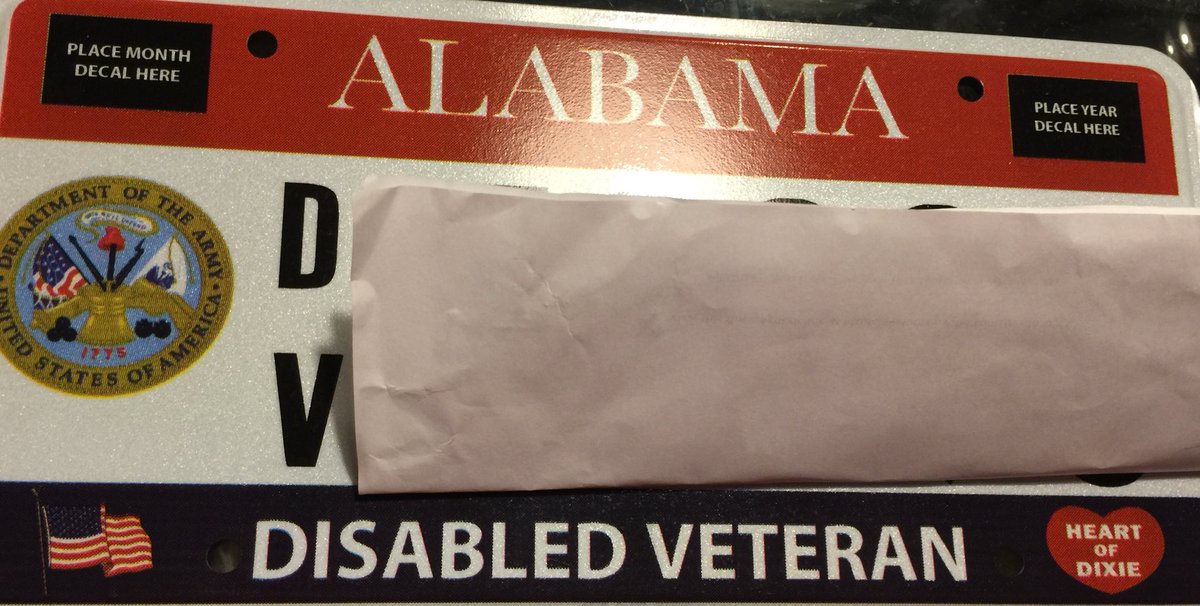 PLACE MONTH
DECAL HERE
ALABAMA
PLACE YEAR
DECAL HERE
DEPARTMENT OF THE ARMY
UNITED STATES OF AMERICA
1775
D
V
DISABLED VETERAN
HEART
OF
DIXIE